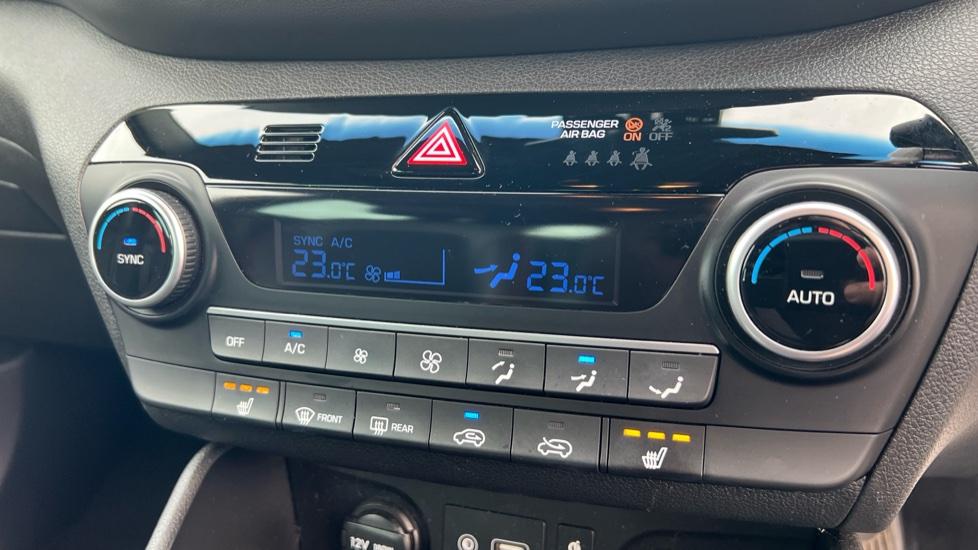 PASSENGER
AIR BAG ON OFF
SYNC A/C
23.0°C 23.0°C
SYNC
AUTO
OFF A/C
FRONT REAR
12V